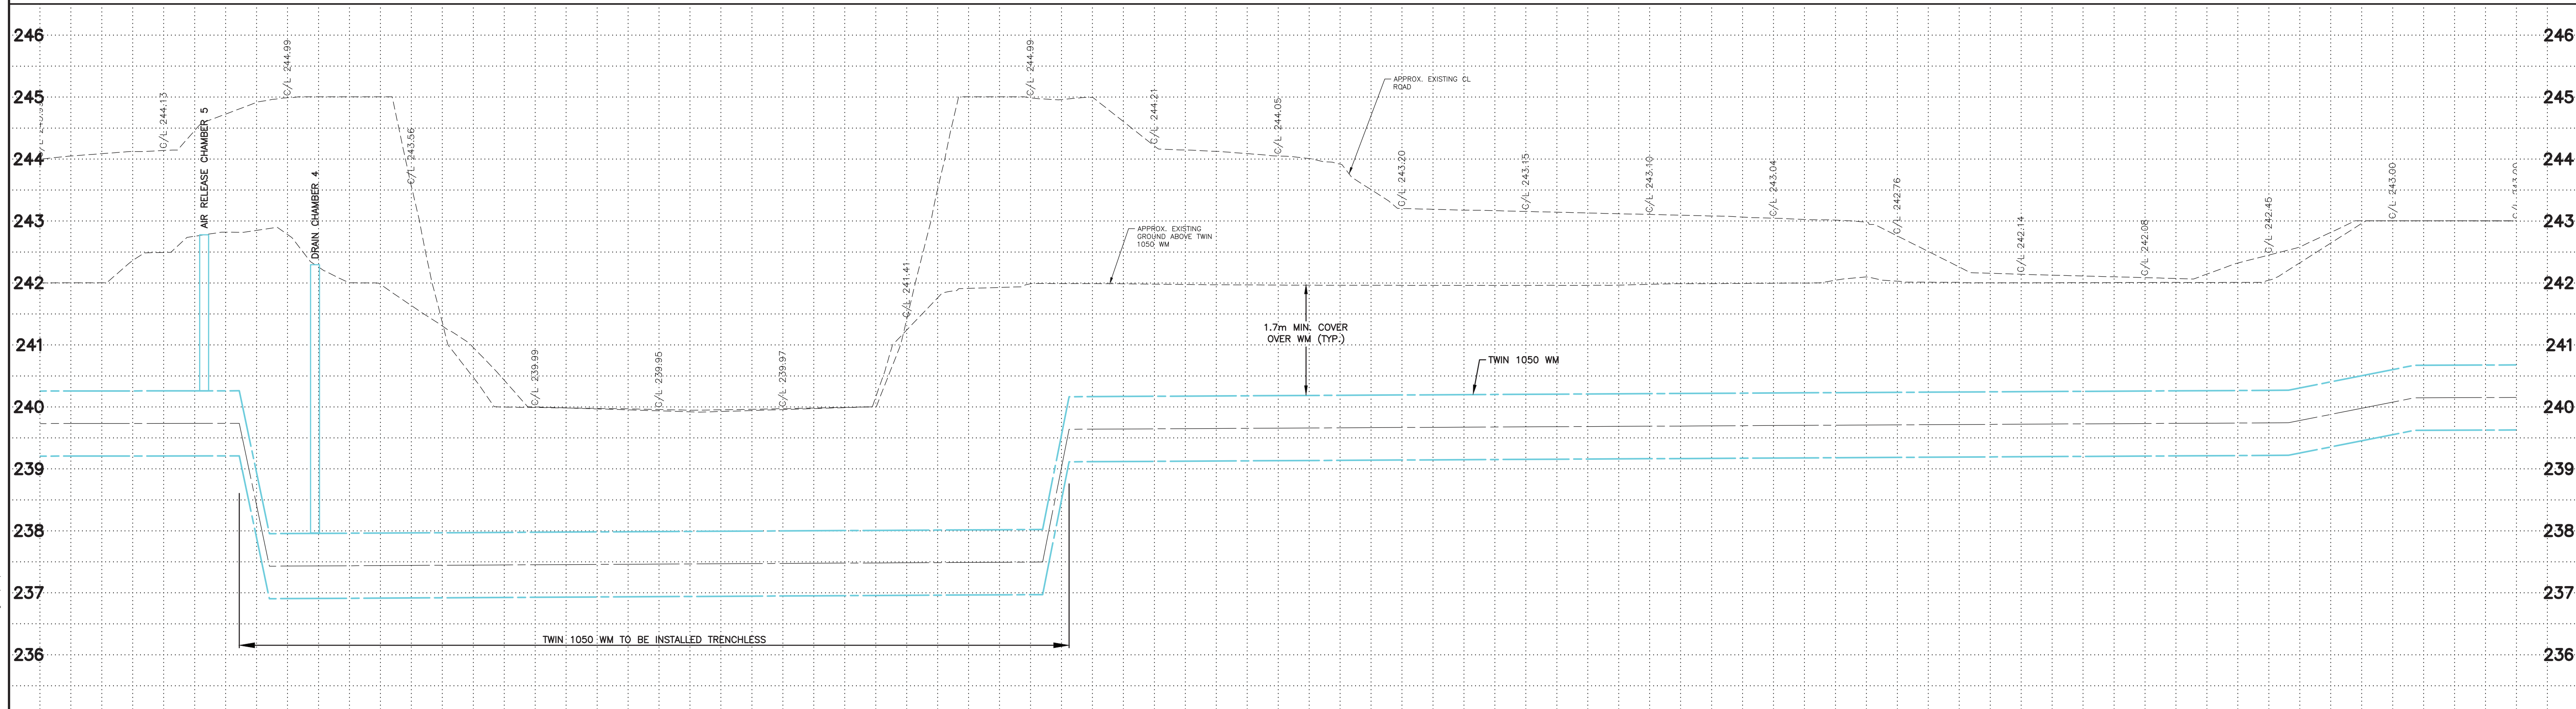 246
246
245
245
244
244
243
243
242
242
241
241
240
240
239
239
238
238
237
237
236
236
C/L 244.13
AIR RELEASE CHAMBER 5
C/L 244.99
DRAIN CHAMBER 4
C/L 243.56
C/L 239.99
C/L 239.95
C/L 239.97
C/L 241.41
C/L 244.99
C/L 244.21
C/L 244.05
C/L 243.20
C/L 243.15
C/L 243.10
C/L 243.04
C/L 242.76
C/L 242.14
C/L 242.08
C/L 242.45
C/L 243.00
APPROX. EXISTING CL
ROAD
APPROX. EXISTING
GROUND ABOVE TWIN
1050 WM
1.7m MIN. COVER
OVER WM (TYP.)
TWIN 1050 WM
TWIN 1050 WM TO BE INSTALLED TRENCHLESS